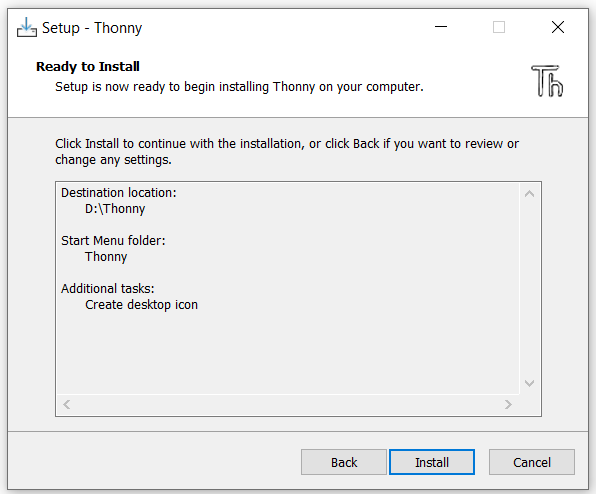 Setup - Thonny
Ready to Install
Setup is now ready to begin installing Thonny on your computer.
Th
Click Install to continue with the installation, or click Back if you want to review or
change any settings.
Destination location:
D:\Thonny
Start Menu folder:
Thonny
Additional tasks:
Create desktop icon
Back
Install
Cancel